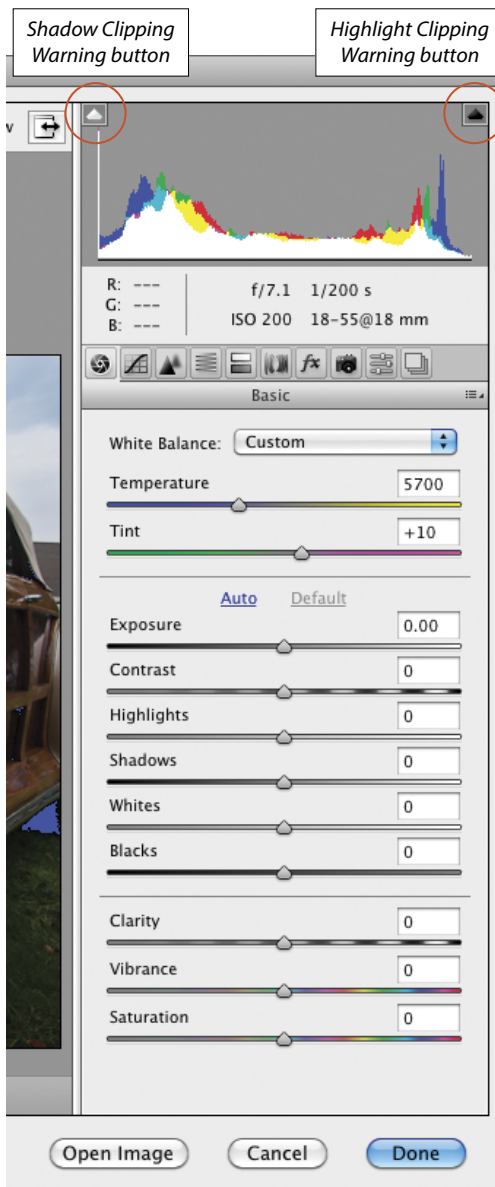 Shadow Clipping
Warning button
Highlight Clipping
Warning button
w
R: ---
G: ---
B: ---
f/7.1 1/200 s
ISO 200 18-55@18 mm
fx
Basic
White Balance: Custom
Temperature 5700
Tint +10
Auto Default
Exposure 0.00
Contrast 0
Highlights 0
Shadows 0
Whites 0
Blacks 0
Clarity 0
Vibrance 0
Saturation 0
Open Image Cancel Done